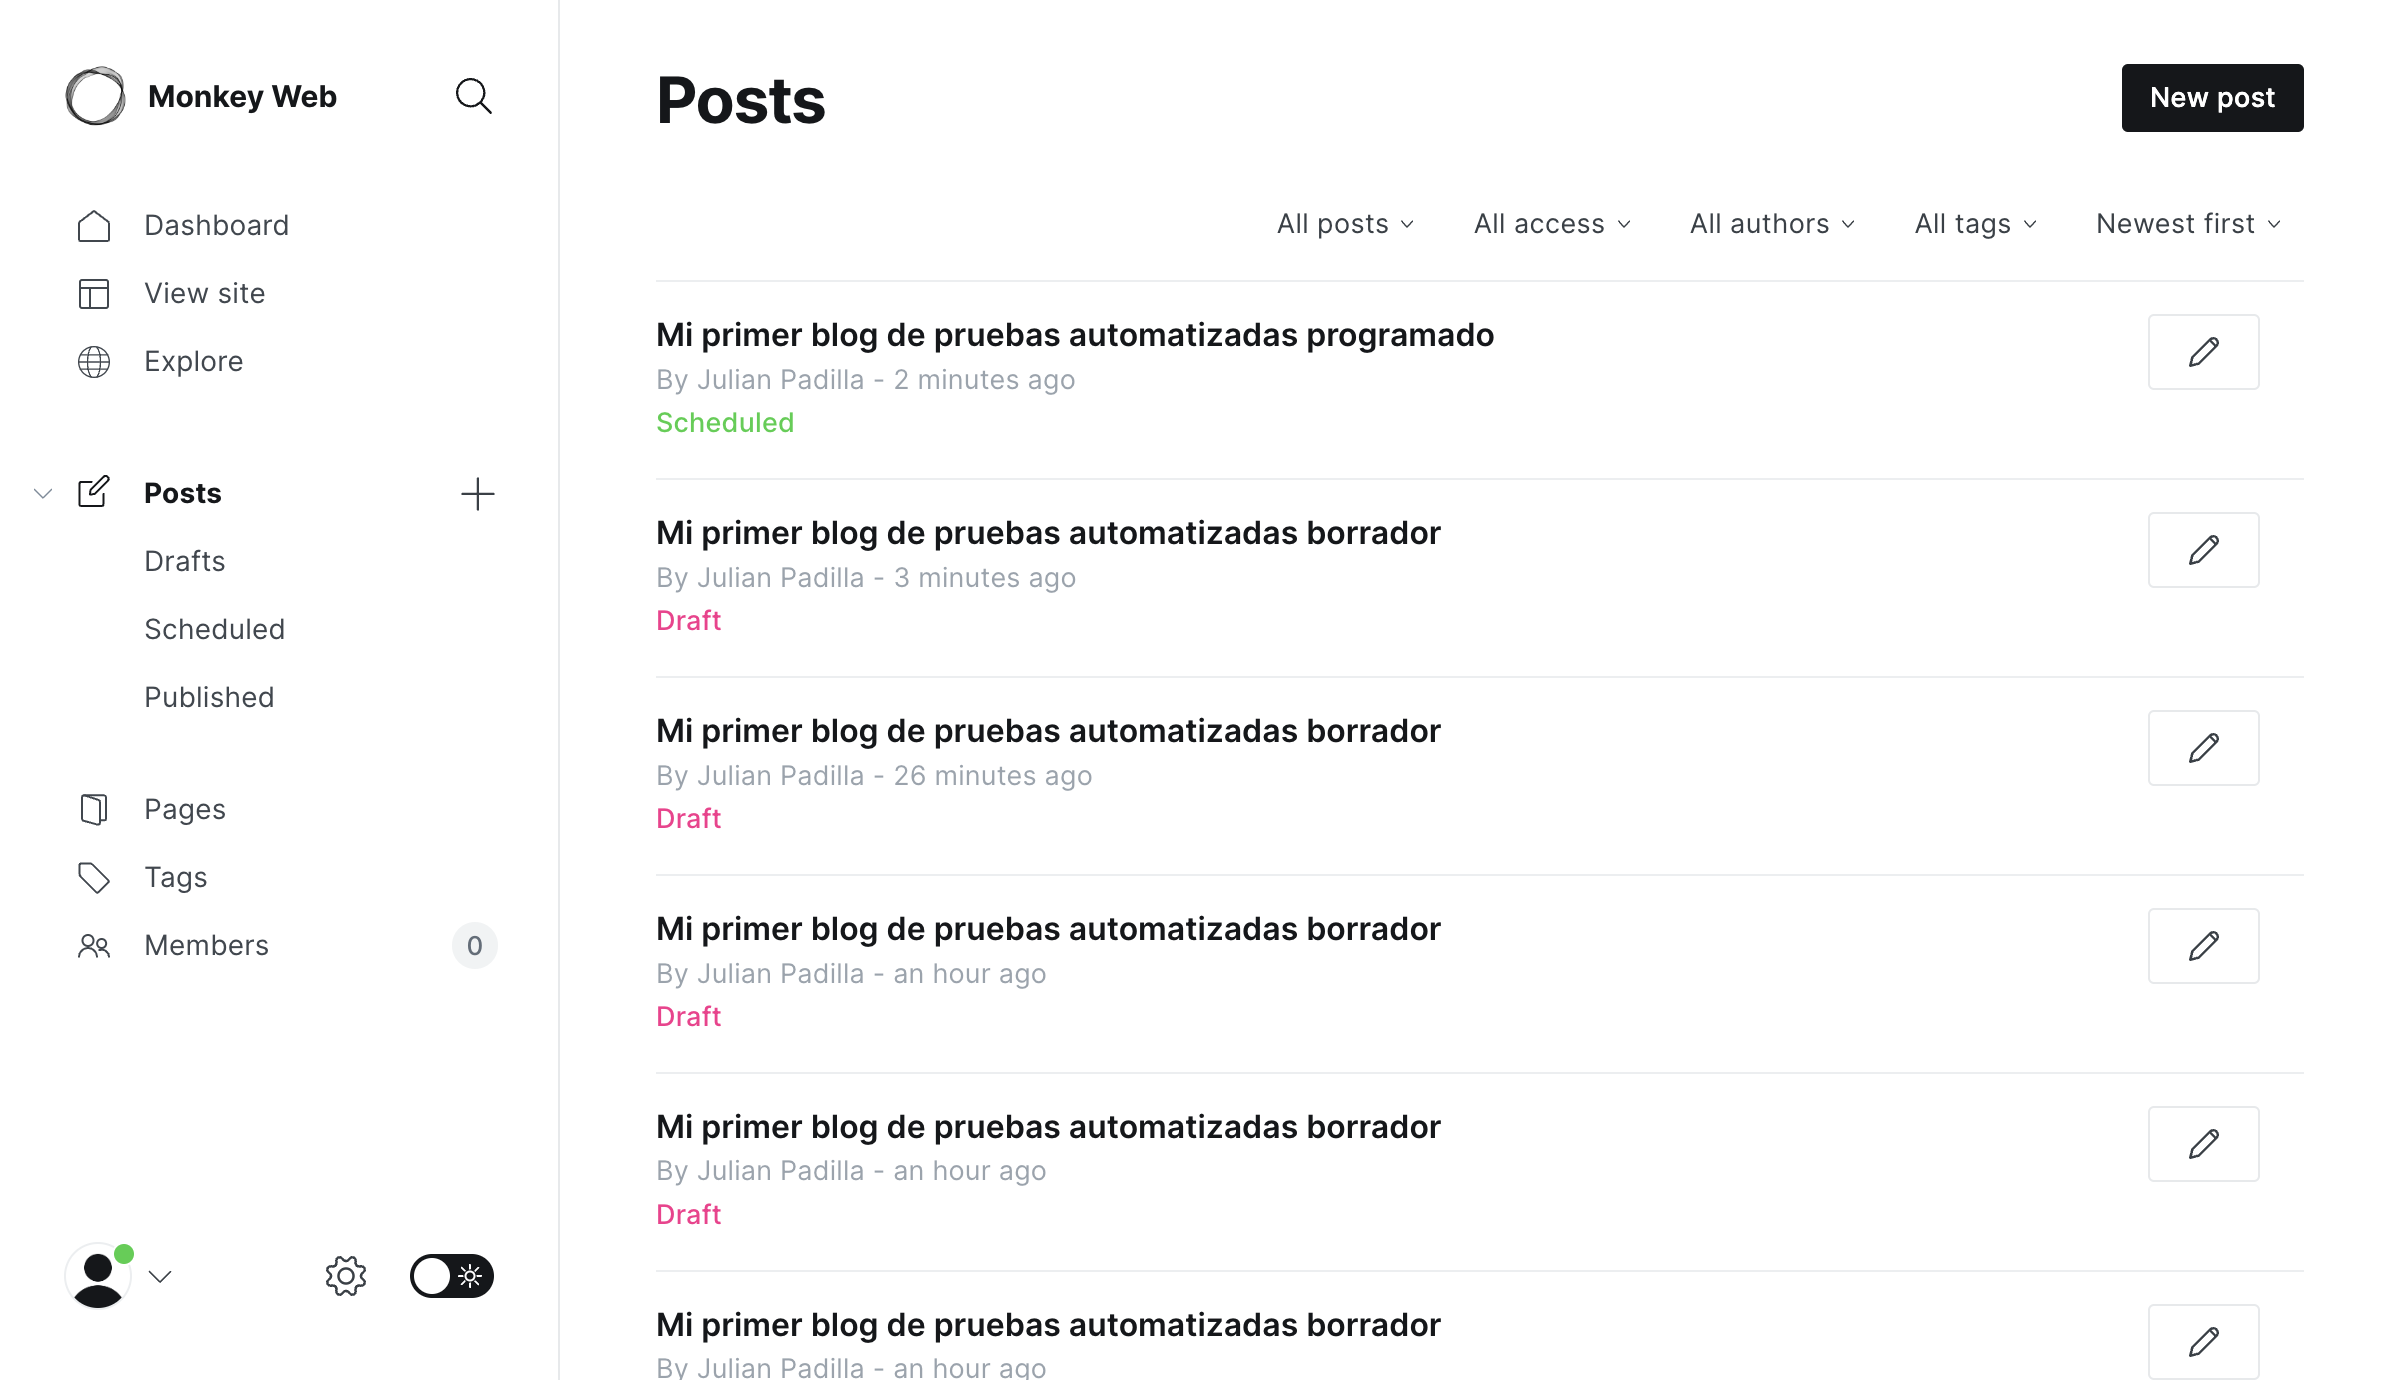 Monkey Web
Dashboard
View site
Explore
Posts
Drafts
Scheduled
Published
Pages
Tags
Members 0
Posts
New post
All posts All access All authors All tags Newest first
Mi primer blog de pruebas automatizadas programado
By Julian Padilla - 2 minutes ago
Scheduled
Mi primer blog de pruebas automatizadas borrador
By Julian Padilla - 3 minutes ago
Draft
Mi primer blog de pruebas automatizadas borrador
By Julian Padilla - 26 minutes ago
Draft
Mi primer blog de pruebas automatizadas borrador
By Julian Padilla - an hour ago
Draft
Mi primer blog de pruebas automatizadas borrador
By Julian Padilla - an hour ago
Draft
Mi primer blog de pruebas automatizadas borrador
By Julian Padilla - an hour ago